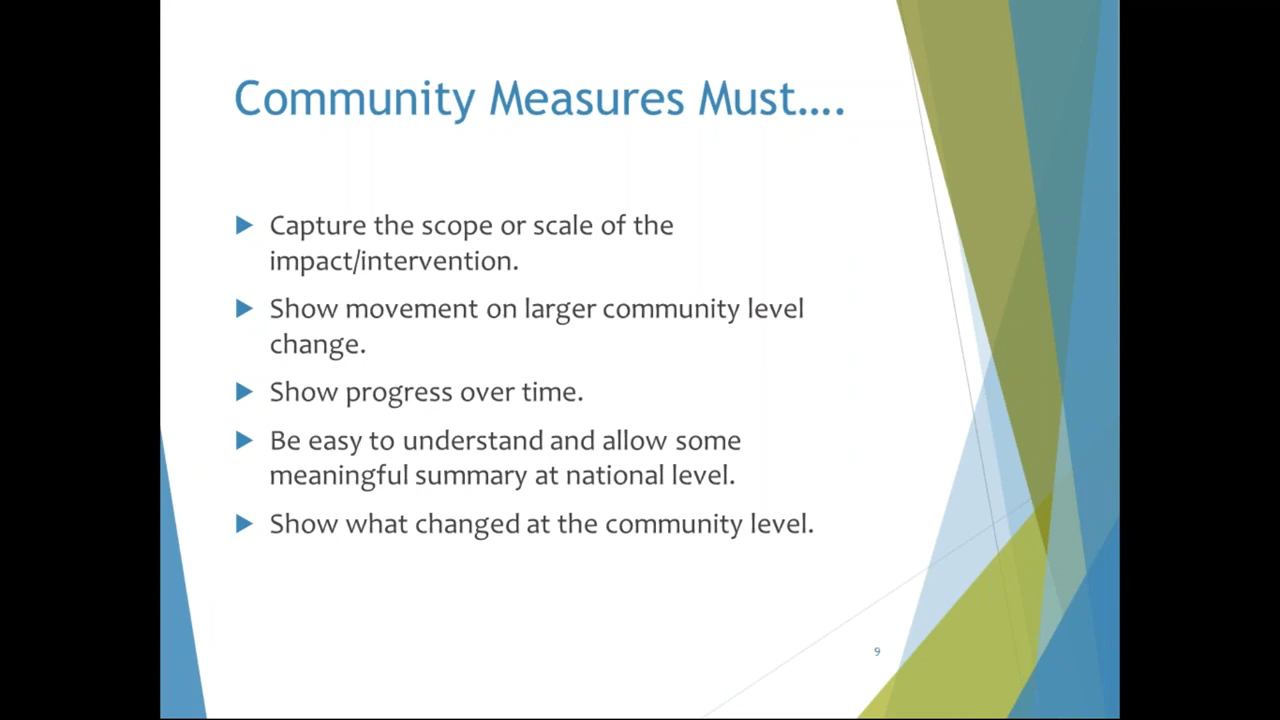 Community Measures Must....
Capture the scope or scale of the
impact/intervention.
Show movement on larger community level
change.
Show progress over time.
Be easy to understand and allow some
meaningful summary at national level.
Show what changed at the community level.
9